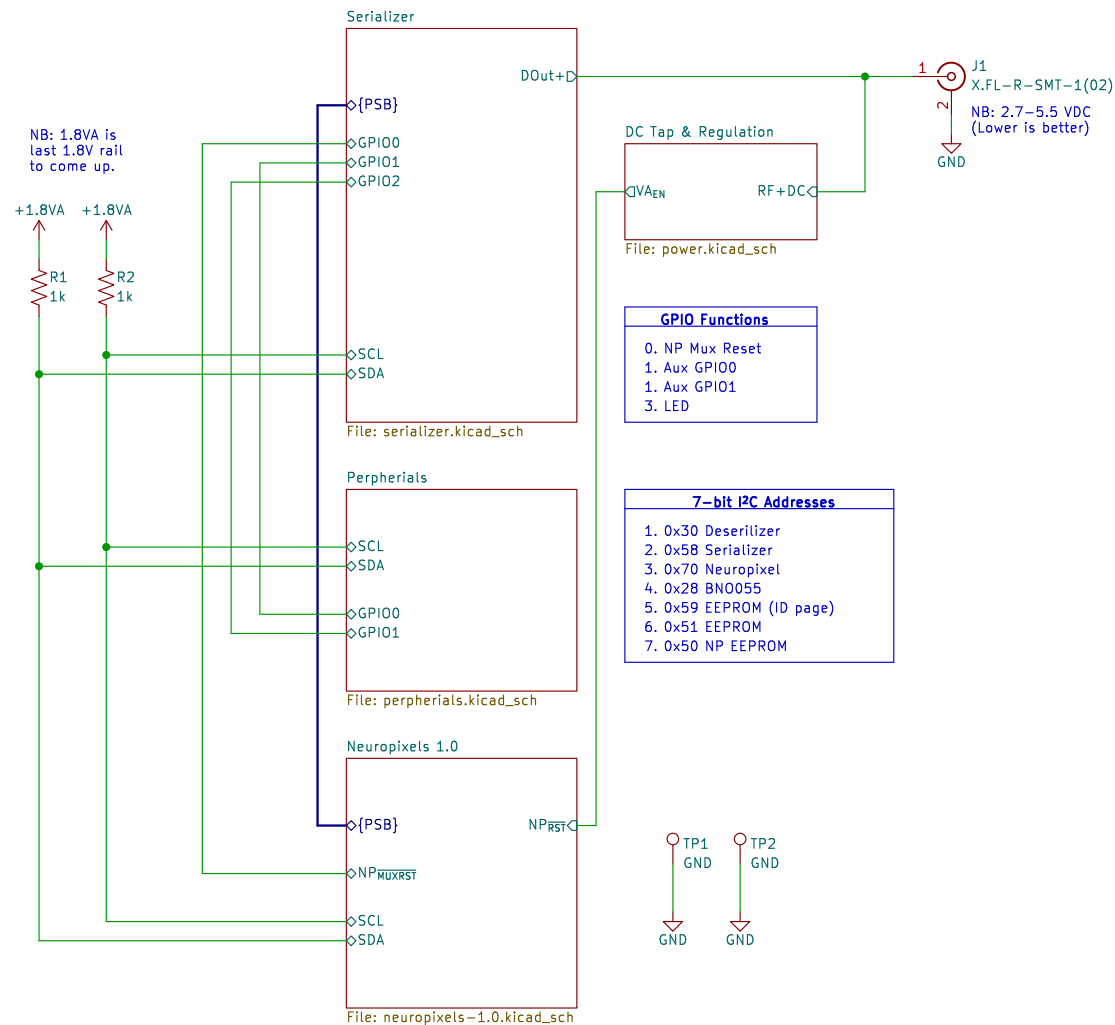 Serializer
DOut+
{PSB}
GPIO0
GPIO1
GPIO2
SCL
SDA
File: serializer.kicad_sch
NB: 1.8VA is
last 1.8V rail
to come up.
+1.8VA
+1.8VA
R1
1k
R2
1k
1
2
J1
X.FL-R-SMT-1(02)
NB: 2.7-5.5 VDC
(Lower is better)
GND
DC Tap & Regulation
VAEN
RF+DC
File: power.kicad_sch
GPIO Functions
0. NP Mux Reset
1. Aux GPIO0
1. Aux GPIO1
3. LED
Perpherials
SCL
SDA
GPIO0
GPIO1
File: perpherials.kicad_sch
7-bit I²C Addresses
1. 0x30 Deserilizer
2. 0x58 Serializer
3. 0x70 Neuropixel
4. 0x28 BNO055
5. 0x59 EEPROM (ID page)
6. 0x51 EEPROM
7. 0x50 NP EEPROM
Neuropixels 1.0
{PSB}
NPRST
NPMUXRST
SCL
SDA
File: neuropixels-1.0.kicad_sch
TP1
GND
TP2
GND
GND
GND